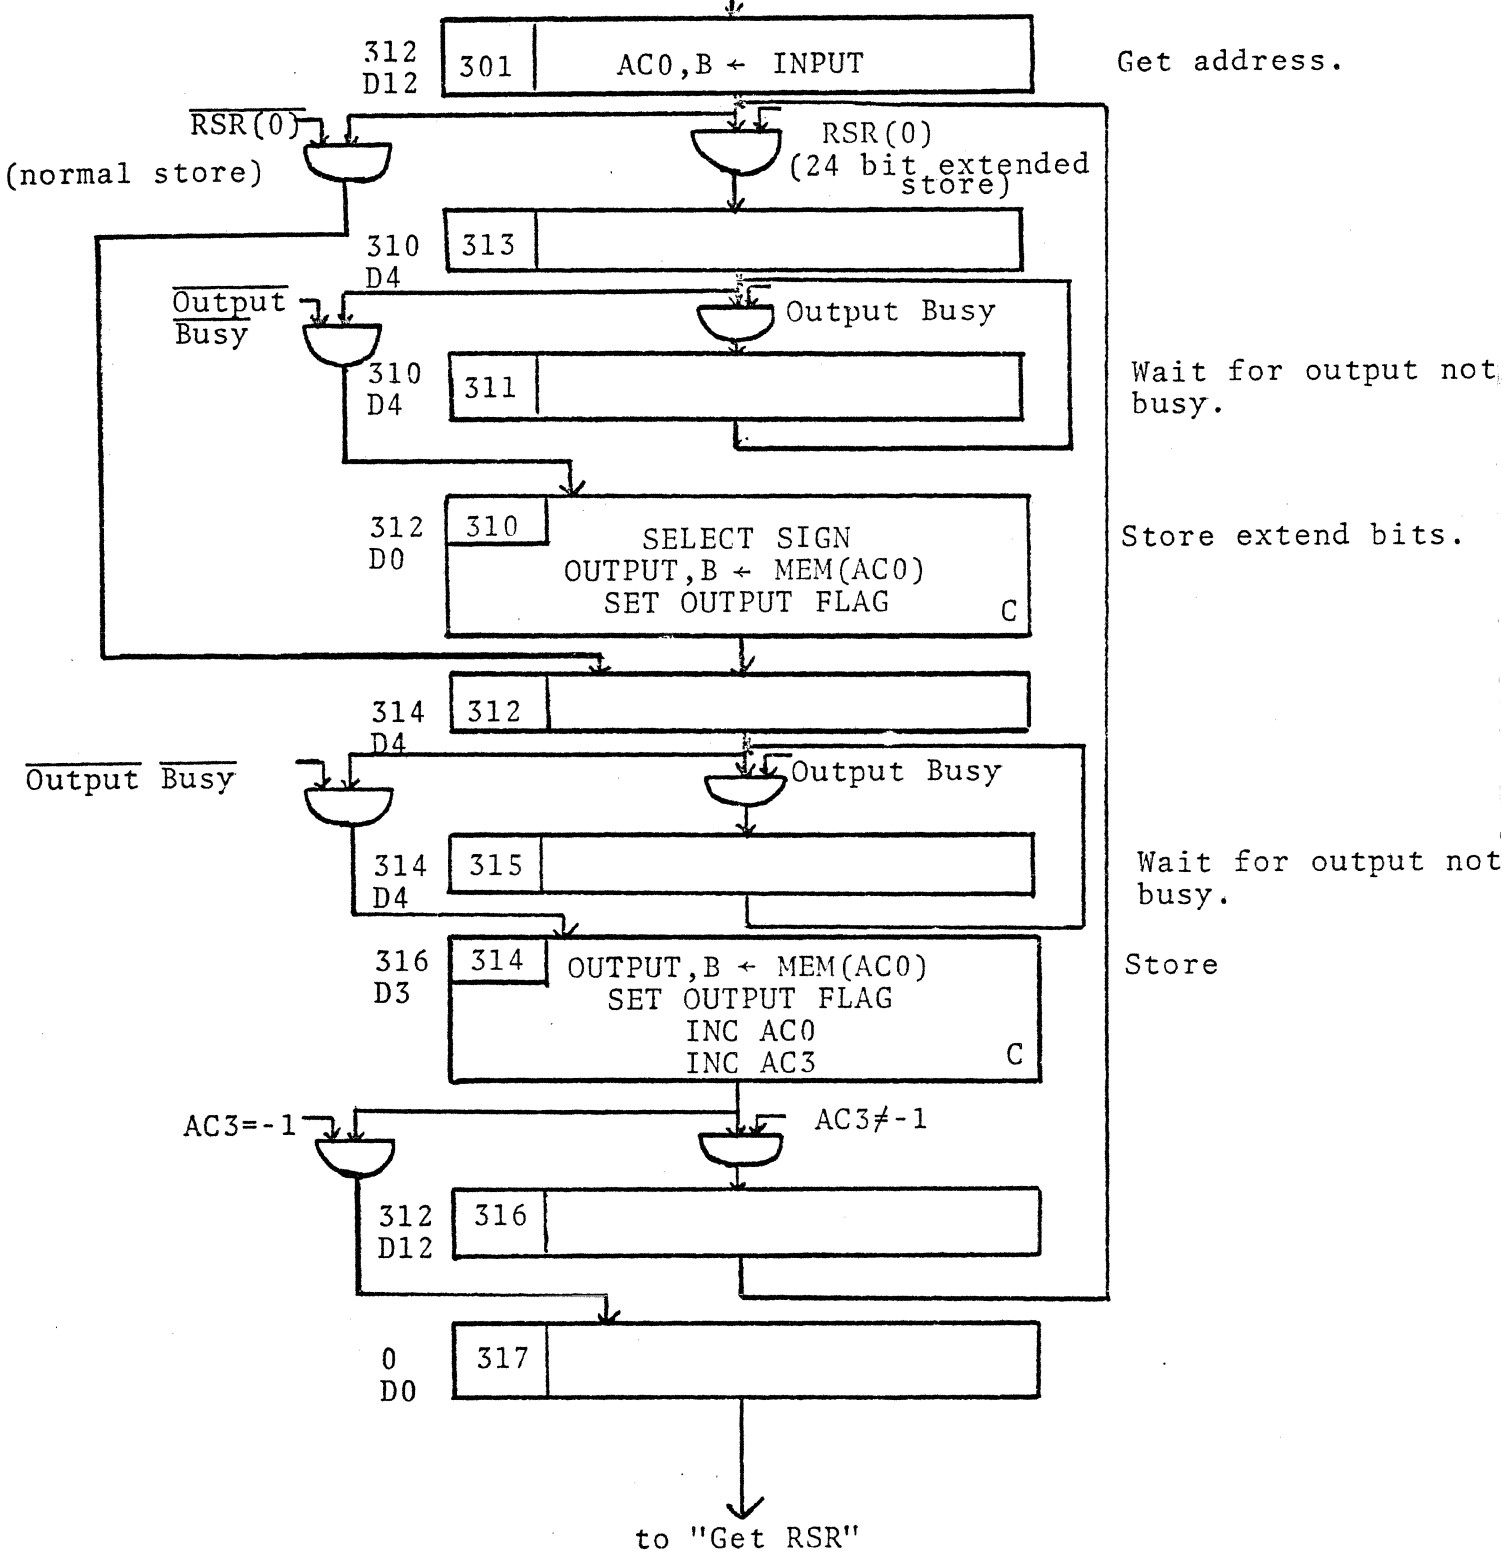 312
D12
301
AC0,B ← INPUT
Get address.
RSR(0)
(normal store)
RSR(0)
(24 bit extended
store)
310
D4
313
Output
Busy
Output Busy
310
D4
311
Wait for output not
busy.
312
D0
310
SELECT SIGN
OUTPUT,B ← MEM(AC0)
SET OUTPUT FLAG
C
Store extend bits.
314
D4
312
Output Busy
Output Busy
314
D4
315
Wait for output not
busy.
316
D3
314
OUTPUT,B ← MEM(AC0)
SET OUTPUT FLAG
INC AC0
INC AC3
C
Store
AC3=-1
AC3≠-1
312
D12
316
0
D0
317
to "Get RSR"